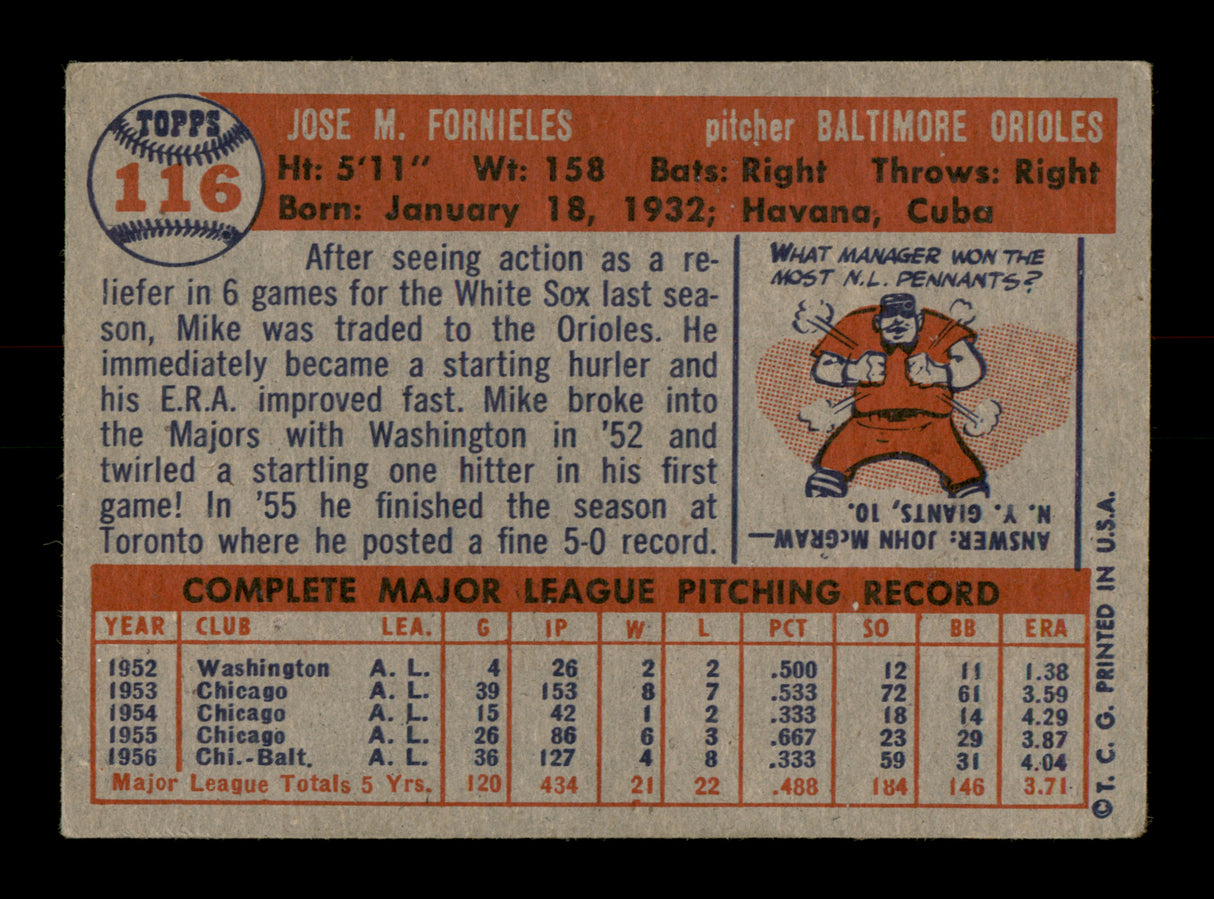 TOPPS
116
JOSE M. FORNIELES pitcher BALTIMORE ORIOLES
Ht: 5'11" Wt: 158 Bats: Right Throws: Right
Born: January 18, 1932; Havana, Cuba
After seeing action as a re-
liefer in 6 games for the White Sox last sea-
son, Mike was traded to the Orioles. He
immediately became a starting hurler and
his E.R.A. improved fast. Mike broke into
the Majors with Washington in '52 and
twirled a startling one hitter in his first
game! In '55 he finished the season at
Toronto where he posted a fine 5-0 record.
WHAT MANAGER WON THE
MOST N.L. PENNANTS?
ANSWER: JOHN McGRAW—
N. Y. GIANTS, 10.
COMPLETE MAJOR LEAGUE PITCHING RECORD
YEAR CLUB LEA. G IP W L PCT SO BB ERA
1952 Washington A. L. 4 26 2 2 .500 12 11 1.38
1953 Chicago A. L. 39 153 8 7 .533 72 61 3.59
1954 Chicago A. L. 15 42 1 2 .333 18 14 4.29
1955 Chicago A. L. 26 86 6 3 .667 23 29 3.87
1956 Chi.-Balt. A. L. 36 127 4 8 .333 59 31 4.04
Major League Totals 5 Yrs. 120 434 21 22 .488 184 146 3.71
©T. C. G. PRINTED IN U.S.A.